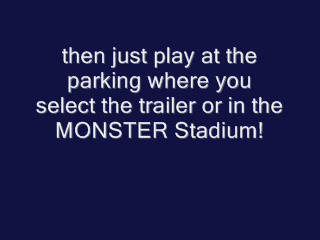 then just play at the
parking where you
select the trailer or in the
MONSTER Stadium!